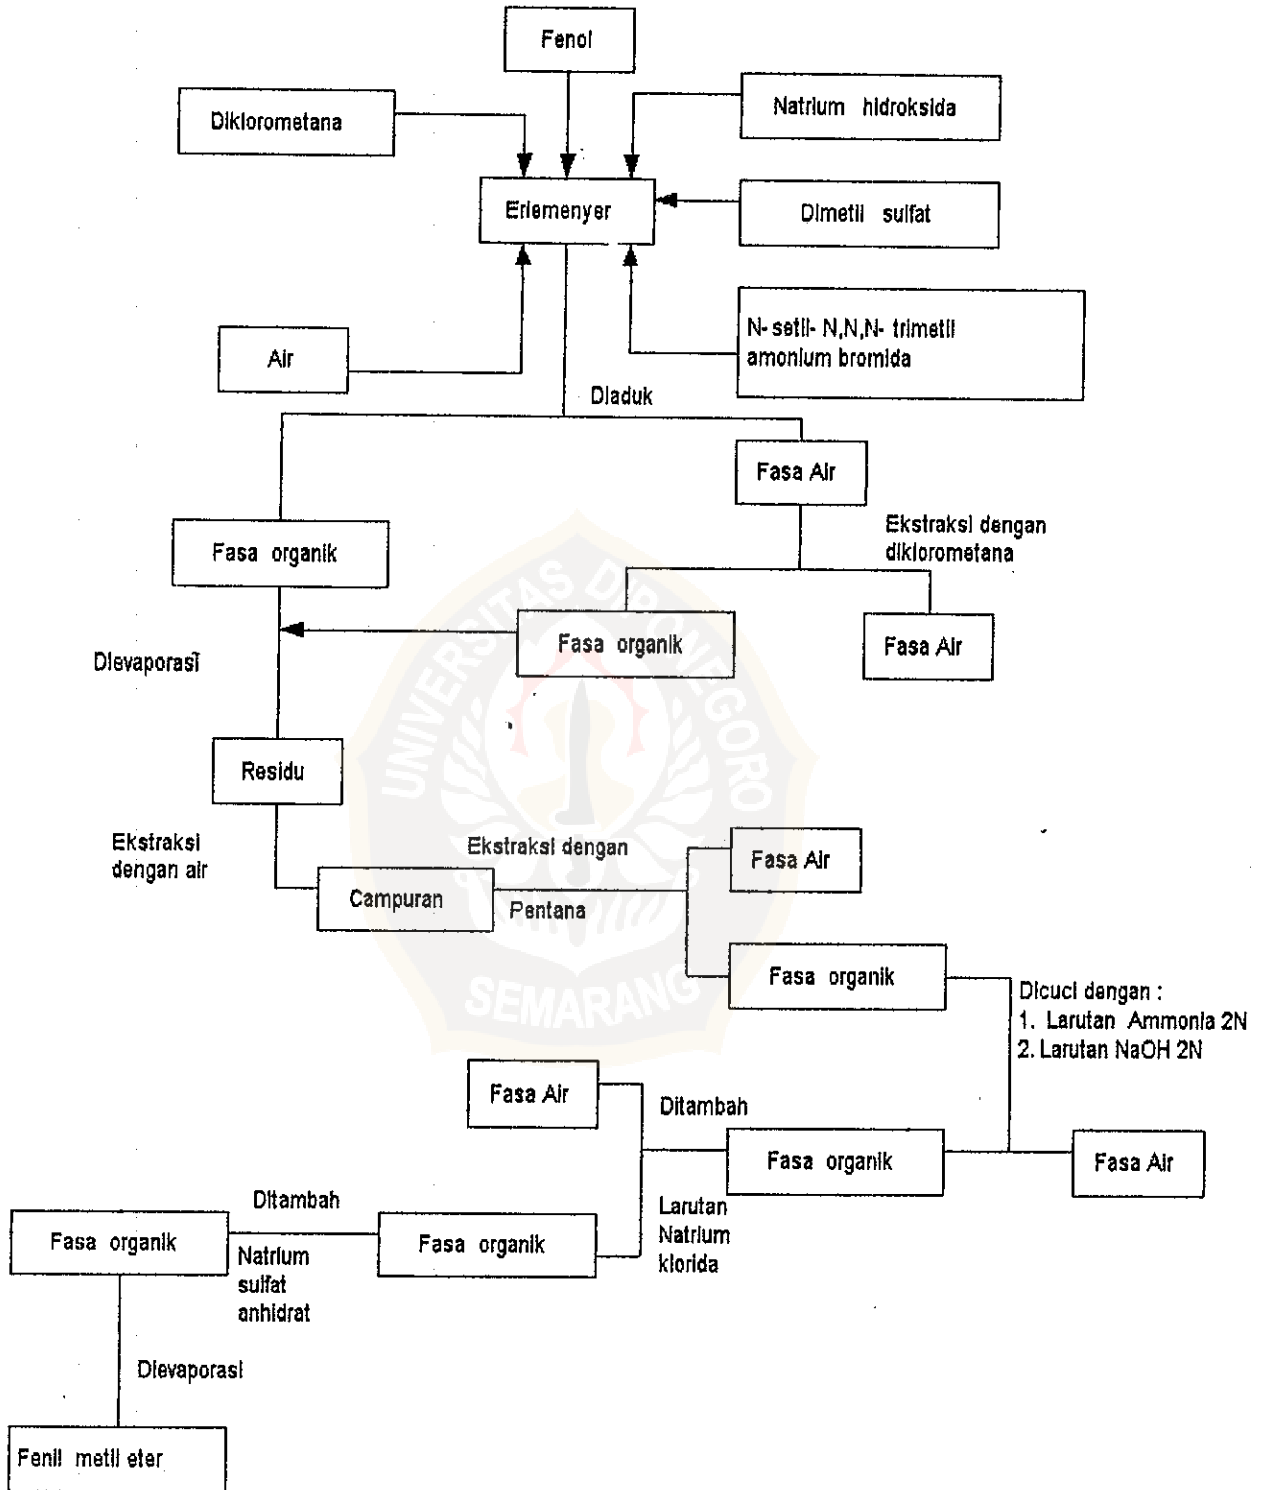 Fenol
Diklorometana
Natrium hidroksida
Erlemenyer
Dimetil sulfat
N- setil- N,N,N- trimetil
amonium bromida
Air
Diaduk
Fasa Air
Fasa organik
Ekstraksi dengan
diklorometana
Fasa organik
Fasa Air
Dievaporasi
Residu
Ekstraksi
dengan air
Campuran
Ekstraksi dengan
Pentana
Fasa Air
Fasa organik
Dicuci dengan :
1. Larutan Ammonia 2N
2. Larutan NaOH 2N
Fasa Air
Ditambah
Larutan
Natrium
klorida
Fasa organik
Fasa Air
Fasa organik
Ditambah
Natrium
sulfat
anhidrat
Fasa organik
Dievaporasi
Fenil metil eter
UNIVERSITAS DIPONEGORO
SEMARANG